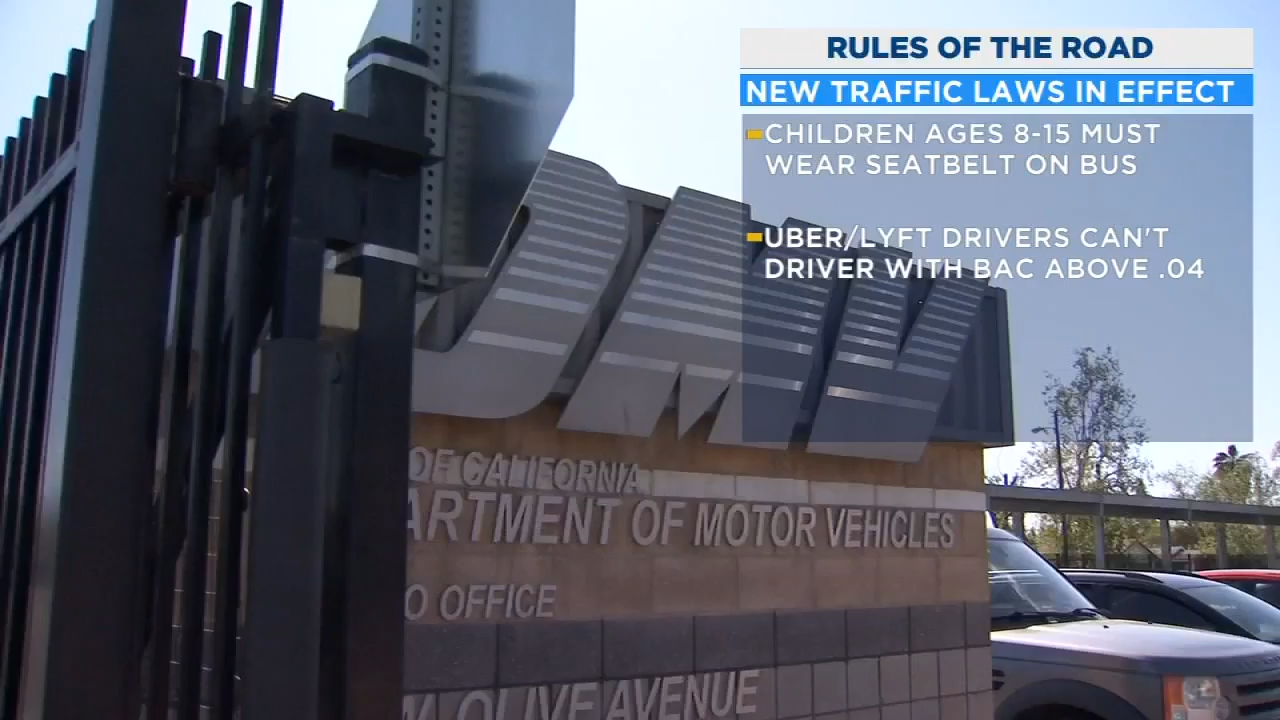 RULES OF THE ROAD
NEW TRAFFIC LAWS IN EFFECT
CHILDREN AGES 8-15 MUST
WEAR SEATBELT ON BUS
UBER/LYFT DRIVERS CAN'T
DRIVER WITH BAC ABOVE .04
DMV
OF CALIFORNIA
ARTMENT OF MOTOR VEHICLES
O OFFICE
OLIVE AVENUE